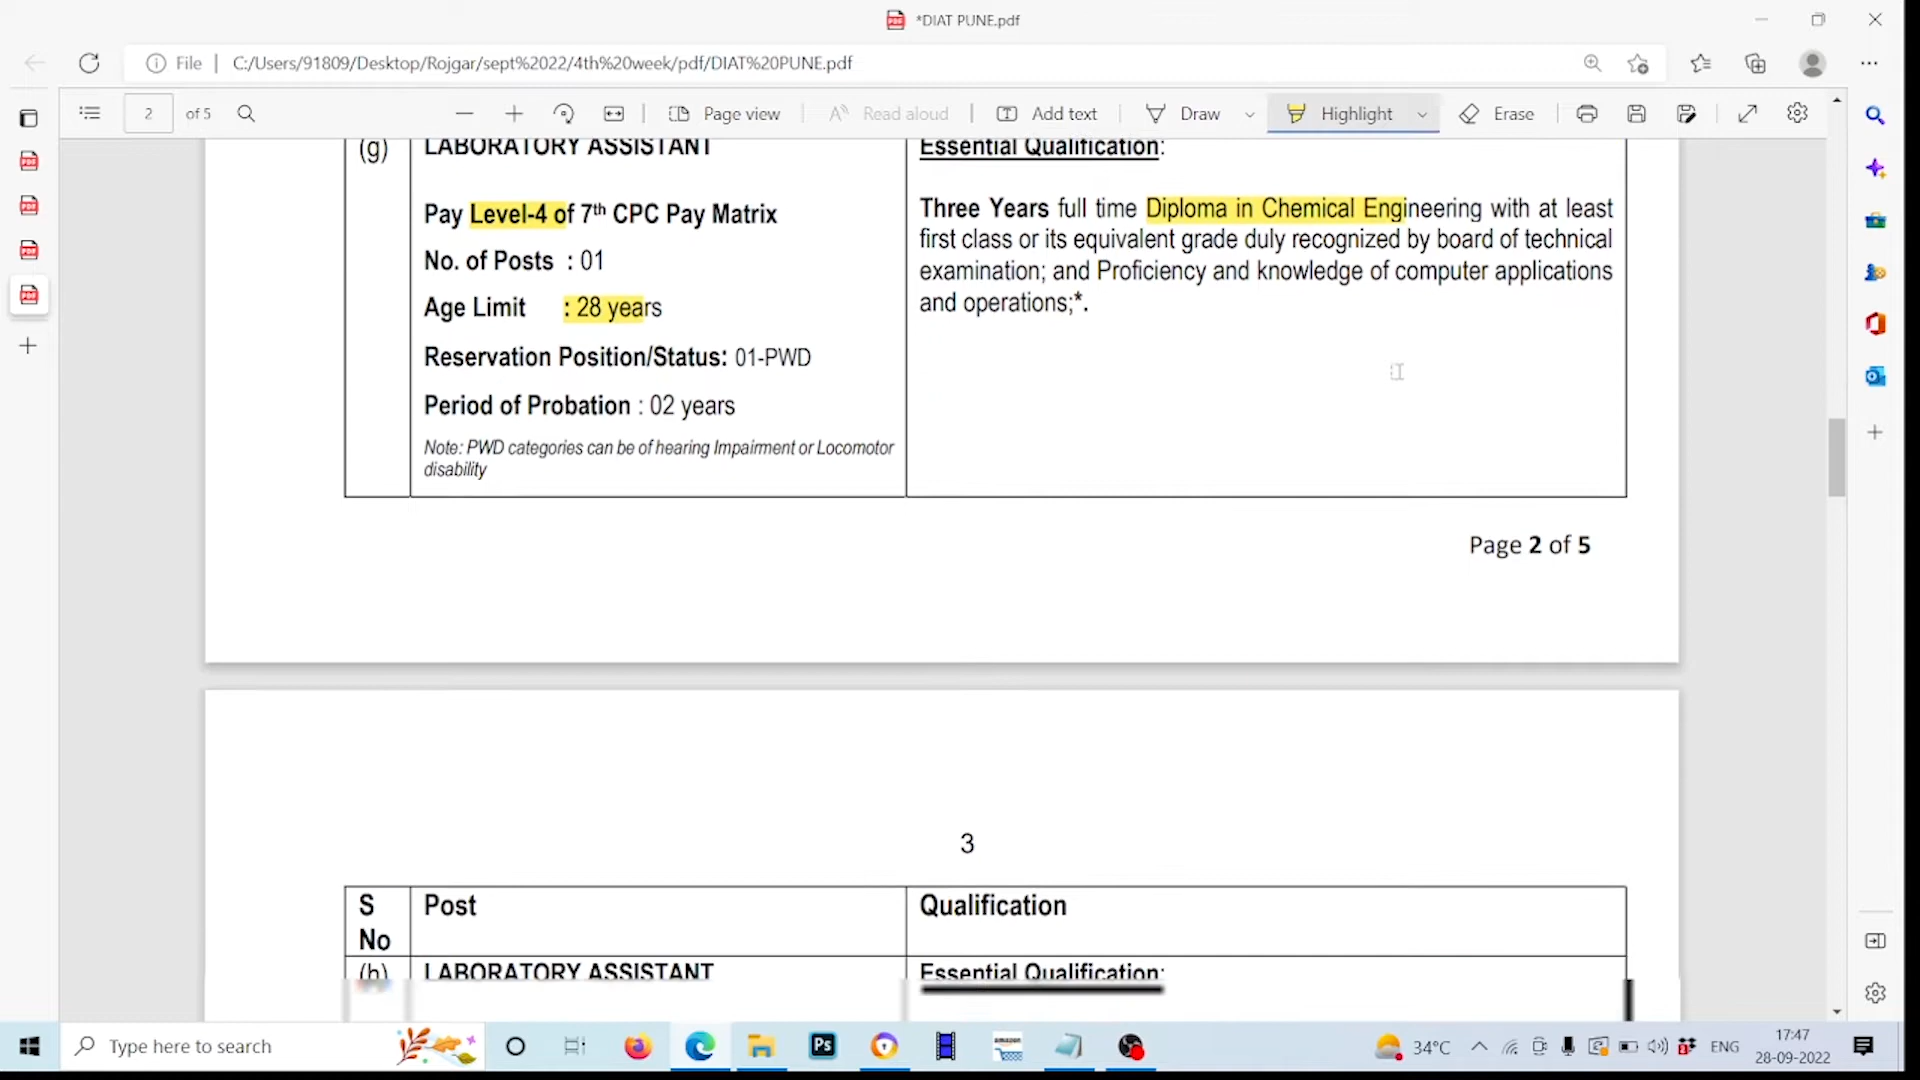 *DIAT PUNE.pdf
File | C:/Users/91809/Desktop/Rojgar/sept%2022/4th%20week/pdf/DIAT%20PUNE.pdf
2 of 5
Page view
Read aloud
Add text
Draw
Highlight
Erase
(g)
LABORATORY ASSISTANT
Pay Level-4 of 7th CPC Pay Matrix
No. of Posts : 01
Age Limit : 28 years
Reservation Position/Status: 01-PWD
Period of Probation : 02 years
Note: PWD categories can be of hearing Impairment or Locomotor
disability
Essential Qualification:
Three Years full time Diploma in Chemical Engineering with at least
first class or its equivalent grade duly recognized by board of technical
examination; and Proficiency and knowledge of computer applications
and operations;*.
Page 2 of 5
3
S
No
Post
Qualification
(h)
LABORATORY ASSISTANT
Essential Qualification:
Type here to search
Ps
amazon
34°C
ENG
17:47
28-09-2022